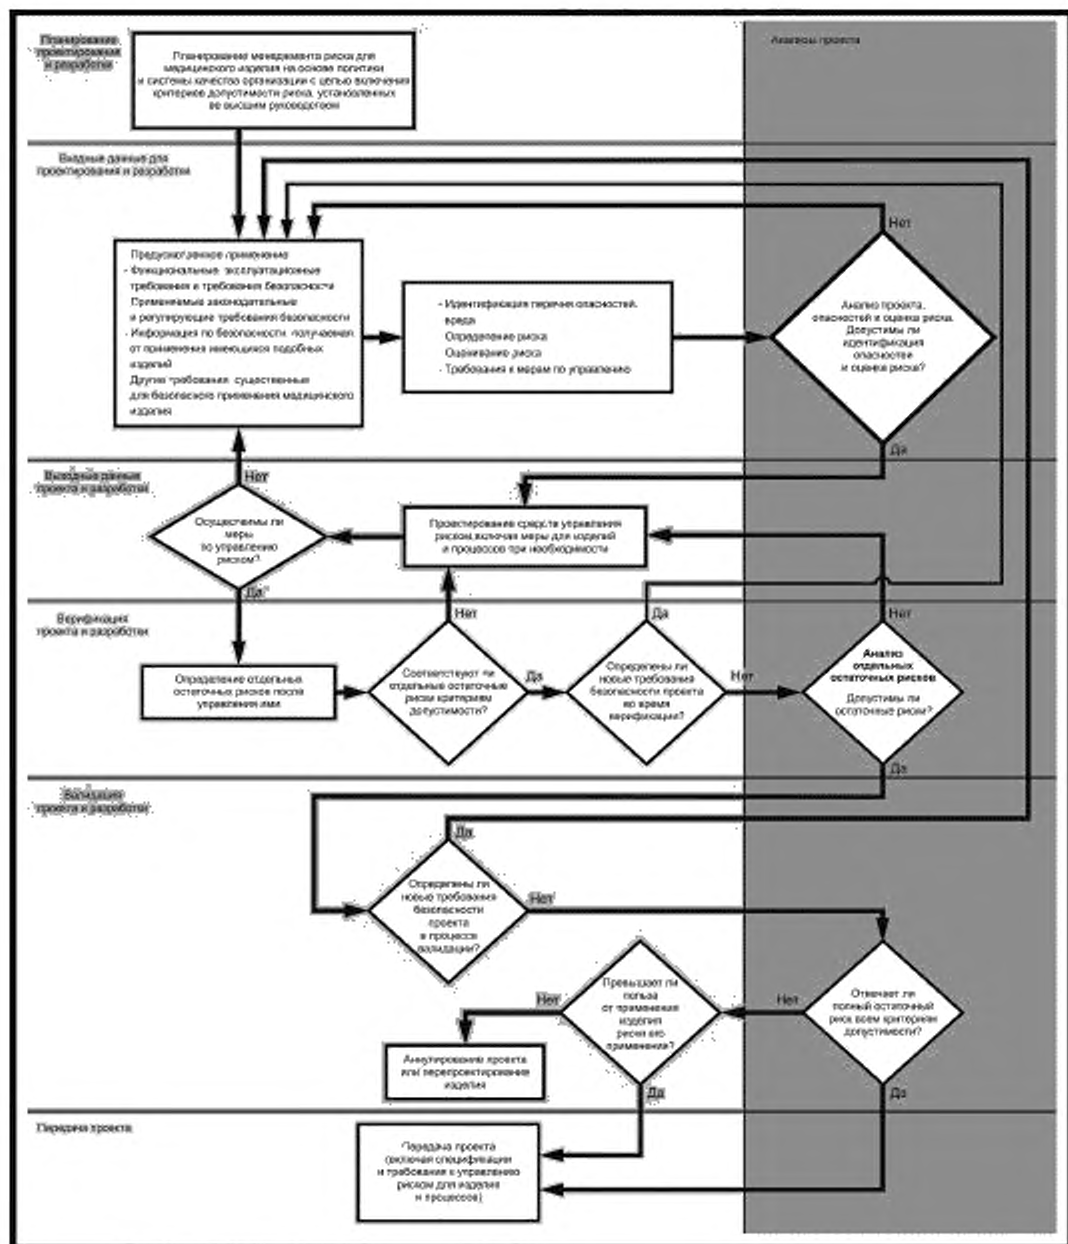 Планирование
проектирования
и разработки
Планирование менеджмента риска для
медицинского изделия на основе политики
и системы качества организации с целью включения
критериев допустимости риска, установленных
ее высшим руководством
Анализы проекта
Входные данные для
проектирования и разработки
Предусмотренное применение
- Функциональные, эксплуатационные
требования и требования безопасности
Применяемые законодательные
и регулирующие требования безопасности
- Информация по безопасности, получаемая
от применения имеющихся подобных
изделий
Другие требования, существенные
для безопасного применения медицинского
изделия
- Идентификация перечня опасностей,
вреда
Определение риска
Оценивание риска
- Требования к мерам по управлению
Нет
Анализ проекта,
опасностей и оценка риска.
Допустимы ли
идентификация
опасностей
и оценка риска?
Да
Выходные данные
проекта и разработки
Нет
Осуществимы ли
меры
по управлению
риском?
Да
Проектирование средств управления
риском, включая меры для изделий
и процессов при необходимости
Верификация
проекта и разработки
Определение отдельных
остаточных рисков после
управления ими
Нет
Соответствуют ли
отдельные остаточные
риски критериям
допустимости?
Да
Да
Определены ли
новые требования
безопасности проекта
во время
верификации?
Нет
Нет
Анализ
отдельных
остаточных рисков
Допустимы ли
остаточные риски?
Да
Валидация
проекта и разработки
Да
Определены ли
новые требования
безопасности
проекта
в процессе
валидации?
Нет
Отвечает ли
полный остаточный
риск всем критериям
допустимости?
Нет
Да
Превышает ли
польза
от применения
изделия
риск его
применения?
Нет
Да
Аннулирование проекта
или перепроектирование
изделия
Передача проекта
Передача проекта
(включая спецификации
и требования к управлению
риском для изделия
и процессов)